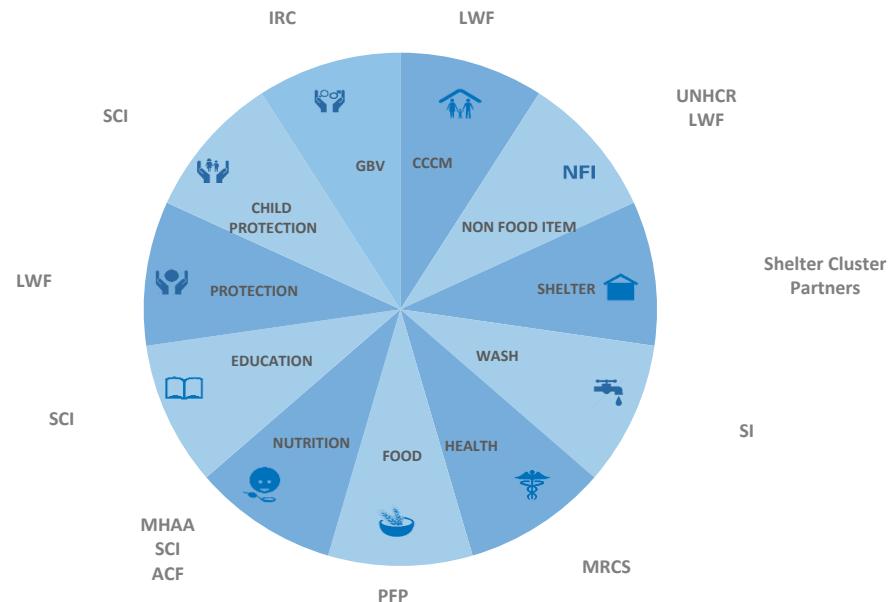 IRC
LWF
SCI
UNHCR
LWF
GBV
CCCM
NFI
CHILD
PROTECTION
NON FOOD ITEM
LWF
PROTECTION
SHELTER
Shelter Cluster
Partners
EDUCATION
WASH
SCI
NUTRITION
FOOD
HEALTH
SI
MHAA
SCI
ACF
PFP
MRCS